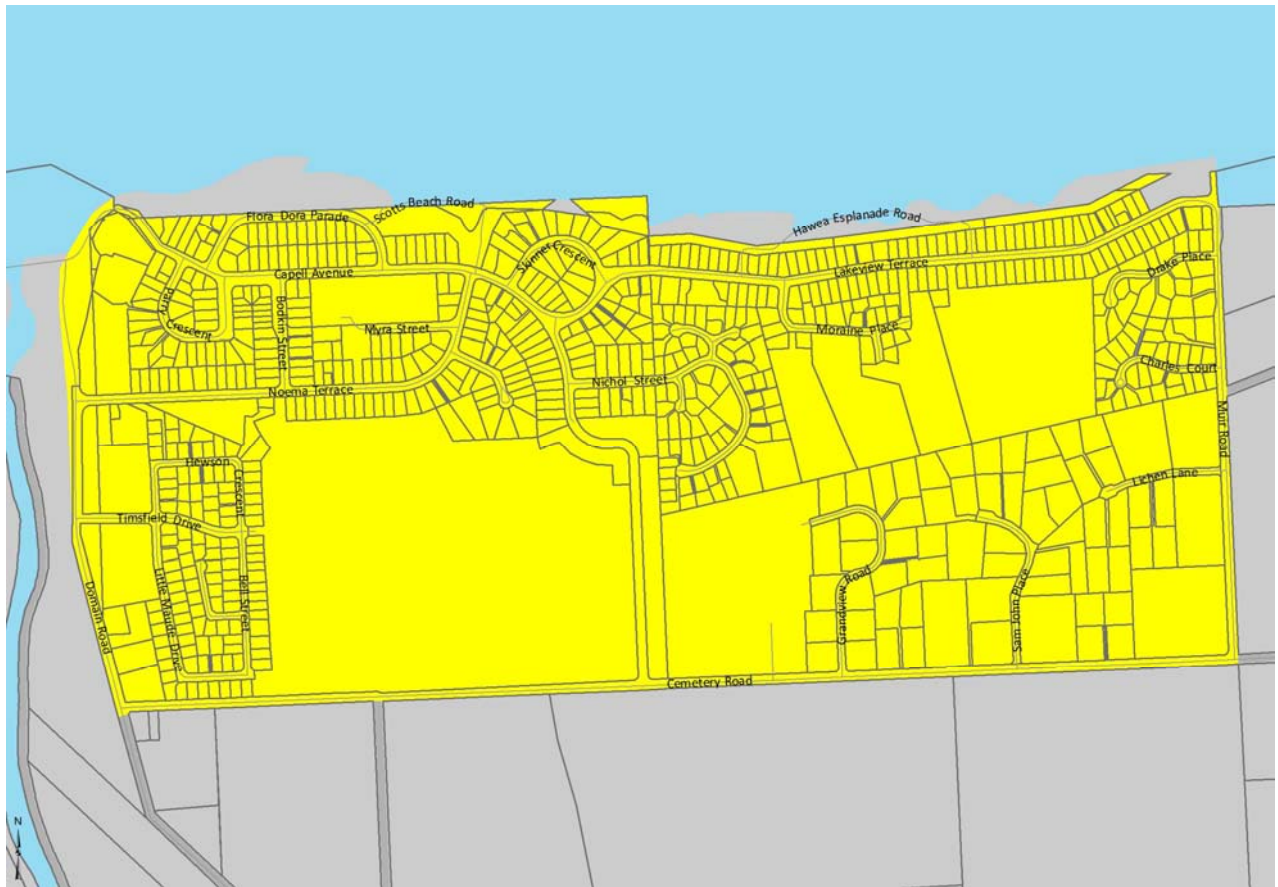 Scotts Beach Road
Flora Dora Parade
Hawea Esplanade Road
Skinner Crescent
Capell Avenue
Lakeview Terrace
Drake Place
Parry Crescent
Bodkin Street
Myra Street
Moraine Place
Charles Court
Nichol Street
Noema Terrace
Muir Road
Hewson Crescent
Lichen Lane
Timsfield Drive
Domain Road
Little Maude Drive
Bell Street
Grandview Road
Sam John Place
Cemetery Road
N